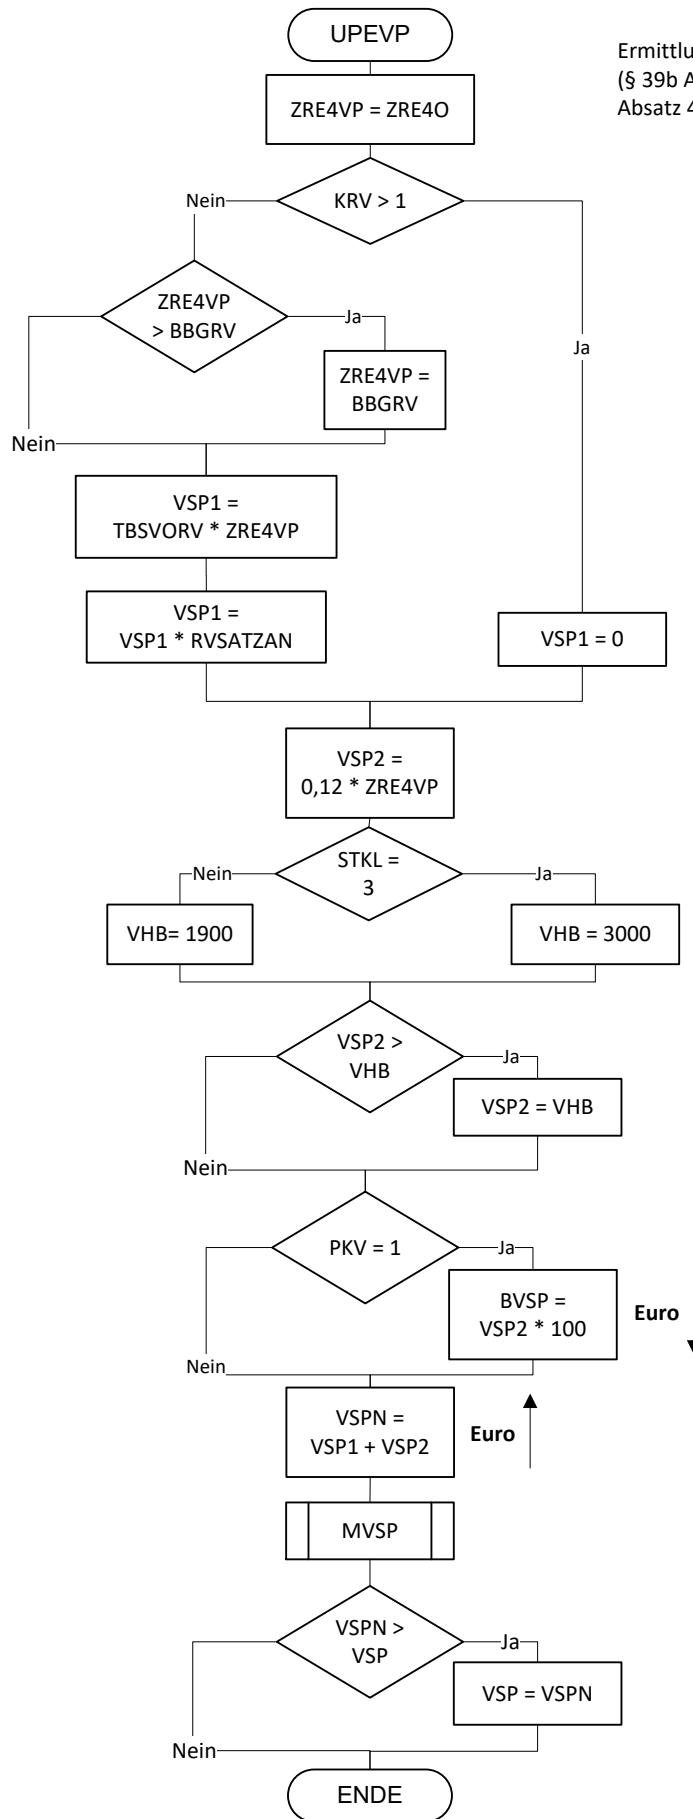 UPEVP
Ermittlu
(§ 39b A
Absatz 4
ZRE4VP = ZRE4O
KRV > 1
Nein
Ja
ZRE4VP
> BBGRV
Ja
ZRE4VP =
BBGRV
Nein
VSP1 =
TBSVORV * ZRE4VP
VSP1 =
VSP1 * RVSATZAN
VSP1 = 0
VSP2 =
0,12 * ZRE4VP
STKL =
3
Nein
Ja
VHB= 1900
VHB = 3000
VSP2 >
VHB
Ja
VSP2 = VHB
Nein
PKV = 1
Ja
BVSP =
VSP2 * 100
Euro
Nein
VSPN =
VSP1 + VSP2
Euro
MVSP
VSPN >
VSP
Ja
VSP = VSPN
Nein
ENDE